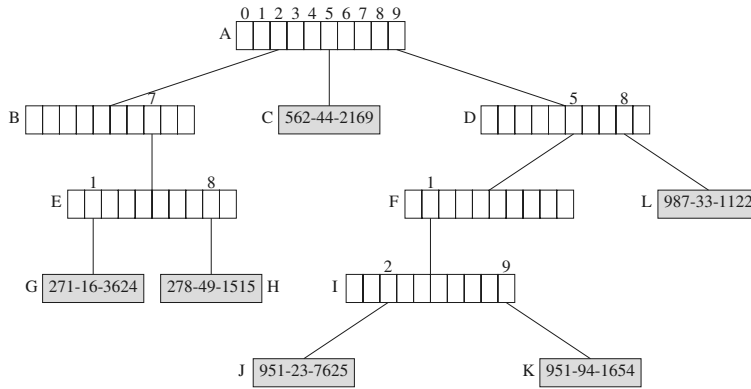 0 1 2 3 4 5 6 7 8 9
A
7
5 8
B
C 562-44-2169
D
1
8
1
E
F
L 987-33-1122
2
9
G 271-16-3624
278-49-1515 H
I
J 951-23-7625
K 951-94-1654